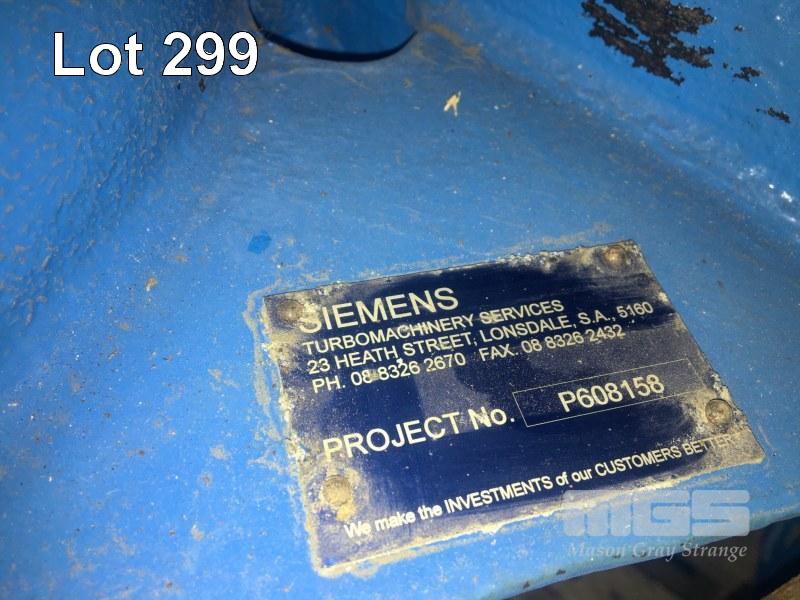 Lot 299
SIEMENS
TURBOMACHINERY SERVICES
23 HEATH STREET, LONSDALE, S.A., 5160
PH. 08 8326 2670 FAX. 08 8326 2432
PROJECT No. P608158
We make the INVESTMENTS of our CUSTOMERS BETTER
MGS
Mason Gray Strange